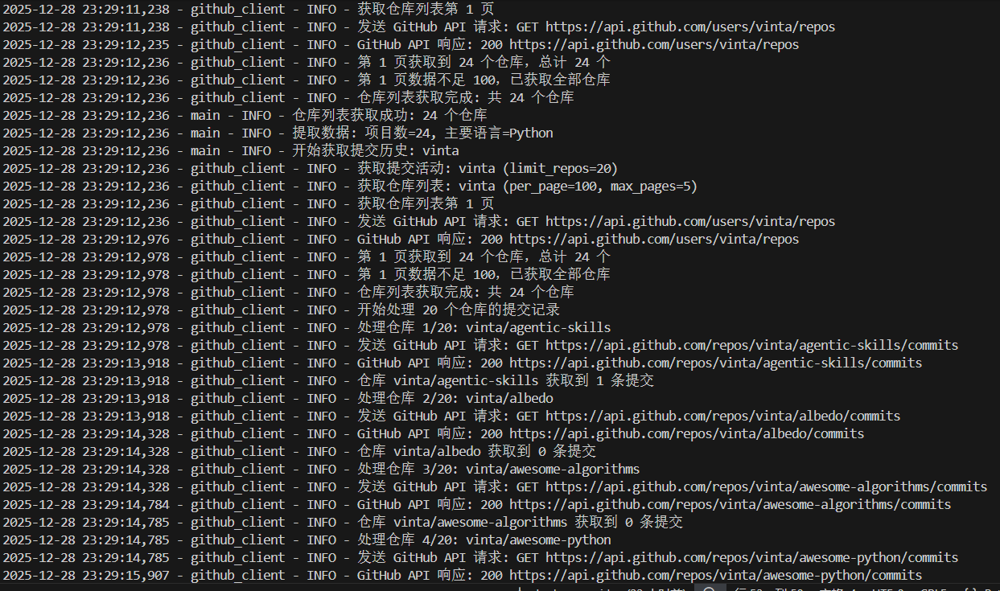 2025-12-28 23:29:11,238 - github_client - INFO - 获取仓库列表第 1 页
2025-12-28 23:29:11,238 - github_client - INFO - 发送 GitHub API 请求: GET https://api.github.com/users/vinta/repos
2025-12-28 23:29:12,235 - github_client - INFO - GitHub API 响应: 200 https://api.github.com/users/vinta/repos
2025-12-28 23:29:12,236 - github_client - INFO - 第 1 页获取到 24 个仓库，总计 24 个
2025-12-28 23:29:12,236 - github_client - INFO - 第 1 页数据不足 100，已获取全部仓库
2025-12-28 23:29:12,236 - github_client - INFO - 仓库列表获取完成: 共 24 个仓库
2025-12-28 23:29:12,236 - main - INFO - 仓库列表获取成功: 24 个仓库
2025-12-28 23:29:12,236 - main - INFO - 提取数据: 项目数=24, 主要语言=Python
2025-12-28 23:29:12,236 - main - INFO - 开始获取提交历史: vinta
2025-12-28 23:29:12,236 - github_client - INFO - 获取提交活动: vinta (limit_repos=20)
2025-12-28 23:29:12,236 - github_client - INFO - 获取仓库列表: vinta (per_page=100, max_pages=5)
2025-12-28 23:29:12,236 - github_client - INFO - 获取仓库列表第 1 页
2025-12-28 23:29:12,236 - github_client - INFO - 发送 GitHub API 请求: GET https://api.github.com/users/vinta/repos
2025-12-28 23:29:12,976 - github_client - INFO - GitHub API 响应: 200 https://api.github.com/users/vinta/repos
2025-12-28 23:29:12,978 - github_client - INFO - 第 1 页获取到 24 个仓库，总计 24 个
2025-12-28 23:29:12,978 - github_client - INFO - 第 1 页数据不足 100，已获取全部仓库
2025-12-28 23:29:12,978 - github_client - INFO - 仓库列表获取完成: 共 24 个仓库
2025-12-28 23:29:12,978 - github_client - INFO - 开始处理 20 个仓库的提交记录
2025-12-28 23:29:12,978 - github_client - INFO - 处理仓库 1/20: vinta/agentic-skills
2025-12-28 23:29:12,978 - github_client - INFO - 发送 GitHub API 请求: GET https://api.github.com/repos/vinta/agentic-skills/commits
2025-12-28 23:29:13,918 - github_client - INFO - GitHub API 响应: 200 https://api.github.com/repos/vinta/agentic-skills/commits
2025-12-28 23:29:13,918 - github_client - INFO - 仓库 vinta/agentic-skills 获取到 1 条提交
2025-12-28 23:29:13,918 - github_client - INFO - 处理仓库 2/20: vinta/albedo
2025-12-28 23:29:13,918 - github_client - INFO - 发送 GitHub API 请求: GET https://api.github.com/repos/vinta/albedo/commits
2025-12-28 23:29:14,328 - github_client - INFO - GitHub API 响应: 200 https://api.github.com/repos/vinta/albedo/commits
2025-12-28 23:29:14,328 - github_client - INFO - 仓库 vinta/albedo 获取到 0 条提交
2025-12-28 23:29:14,328 - github_client - INFO - 处理仓库 3/20: vinta/awesome-algorithms
2025-12-28 23:29:14,328 - github_client - INFO - 发送 GitHub API 请求: GET https://api.github.com/repos/vinta/awesome-algorithms/commits
2025-12-28 23:29:14,784 - github_client - INFO - GitHub API 响应: 200 https://api.github.com/repos/vinta/awesome-algorithms/commits
2025-12-28 23:29:14,785 - github_client - INFO - 仓库 vinta/awesome-algorithms 获取到 0 条提交
2025-12-28 23:29:14,785 - github_client - INFO - 处理仓库 4/20: vinta/awesome-python
2025-12-28 23:29:14,785 - github_client - INFO - 发送 GitHub API 请求: GET https://api.github.com/repos/vinta/awesome-python/commits
2025-12-28 23:29:15,907 - github_client - INFO - GitHub API 响应: 200 https://api.github.com/repos/vinta/awesome-python/commits